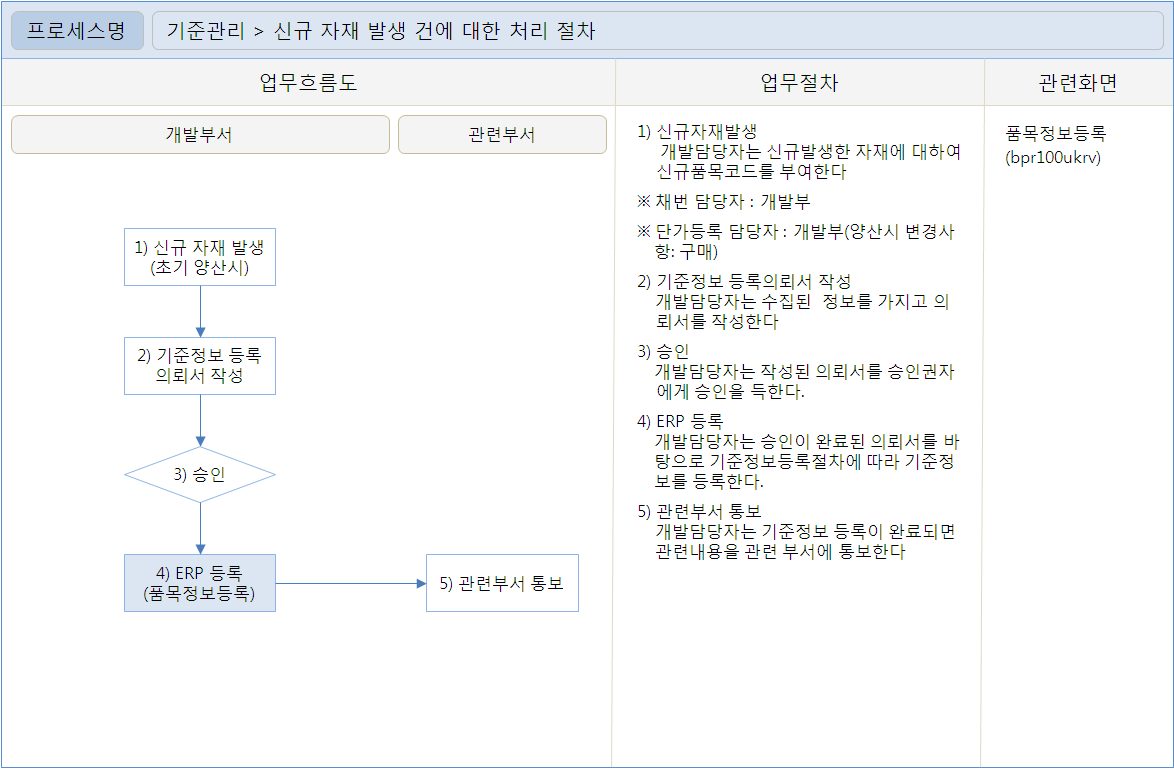 프로세스명
기준관리 > 신규 자재 발생 건에 대한 처리 절차
업무흐름도
업무절차
관련화면
개발부서
관련부서
1) 신규 자재 발생
(초기 양산시)
2) 기준정보 등록
의뢰서 작성
3) 승인
4) ERP 등록
(품목정보등록)
5) 관련부서 통보
1) 신규자재발생
개발담당자는 신규발생한 자재에 대하여
신규품목코드를 부여한다
※ 채번 담당자 : 개발부
※ 단가등록 담당자 : 개발부(양산시 변경사
항: 구매)
2) 기준정보 등록의뢰서 작성
개발담당자는 수집된 정보를 가지고 의
뢰서를 작성한다
3) 승인
개발담당자는 작성된 의뢰서를 승인권자
에게 승인을 득한다.
4) ERP 등록
개발담당자는 승인이 완료된 의뢰서를 바
탕으로 기준정보등록절차에 따라 기준정
보를 등록한다.
5) 관련부서 통보
개발담당자는 기준정보 등록이 완료되면
관련내용을 관련 부서에 통보한다
품목정보등록
(bpr100ukrv)